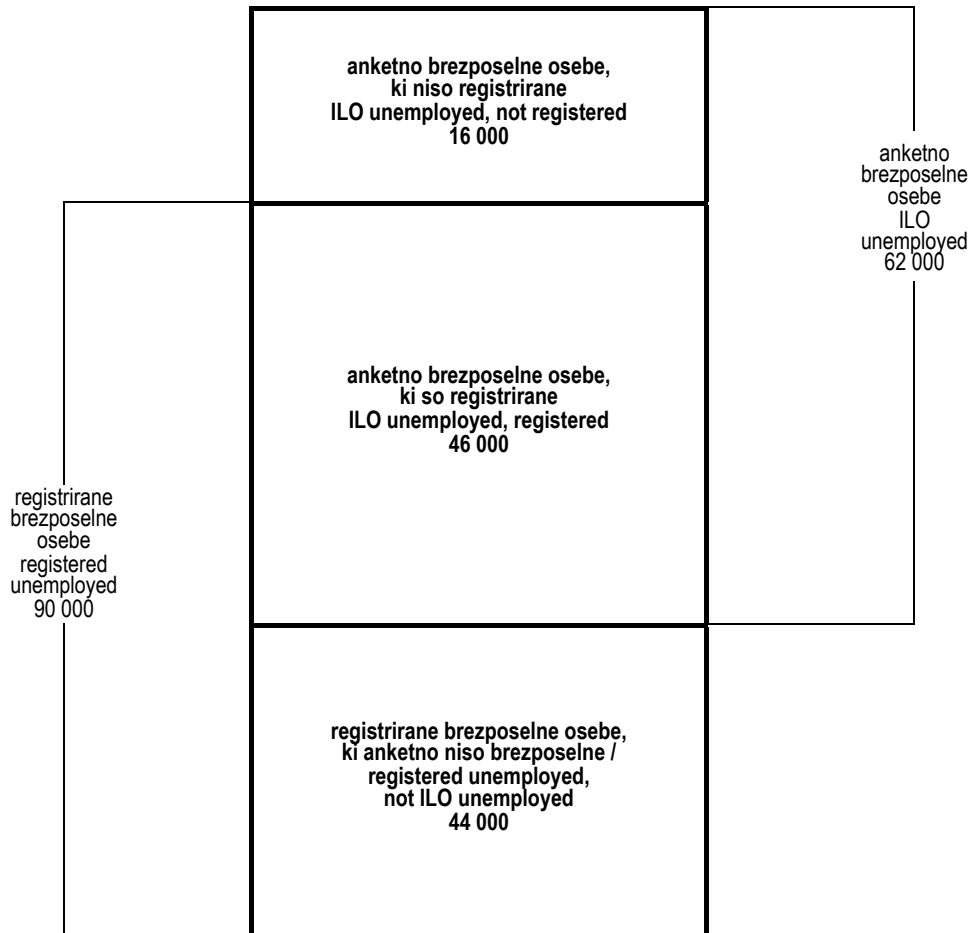 anketno brezposelne osebe,
ki niso registrirane
ILO unemployed, not registered
16 000
anketno
brezposelne
osebe
ILO
unemployed
62 000
anketno brezposelne osebe,
ki so registrirane
ILO unemployed, registered
46 000
registrirane
brezposelne
osebe
registered
unemployed
90 000
registrirane brezposelne osebe,
ki anketno niso brezposelne /
registered unemployed,
not ILO unemployed
44 000